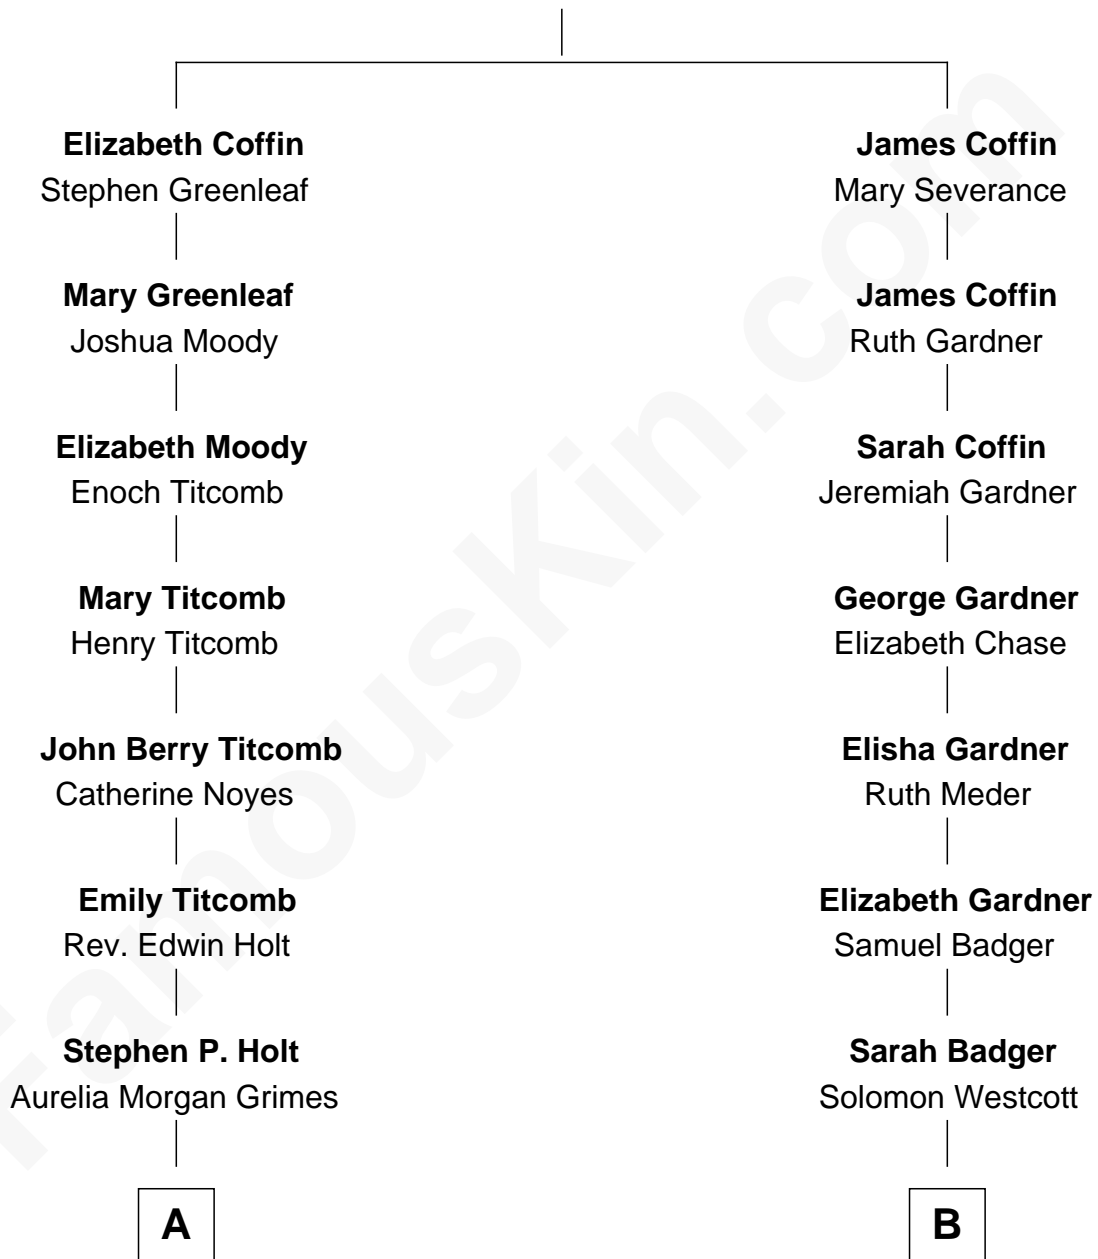 Elizabeth Coffin
Stephen Greenleaf
James Coffin
Mary Severance
Mary Greenleaf
Joshua Moody
James Coffin
Ruth Gardner
Elizabeth Moody
Enoch Titcomb
Sarah Coffin
Jeremiah Gardner
Mary Titcomb
Henry Titcomb
George Gardner
Elizabeth Chase
John Berry Titcomb
Catherine Noyes
Elisha Gardner
Ruth Meder
Emily Titcomb
Rev. Edwin Holt
Elizabeth Gardner
Samuel Badger
Stephen P. Holt
Aurelia Morgan Grimes
Sarah Badger
Solomon Westcott
A
B
FamousKin.com